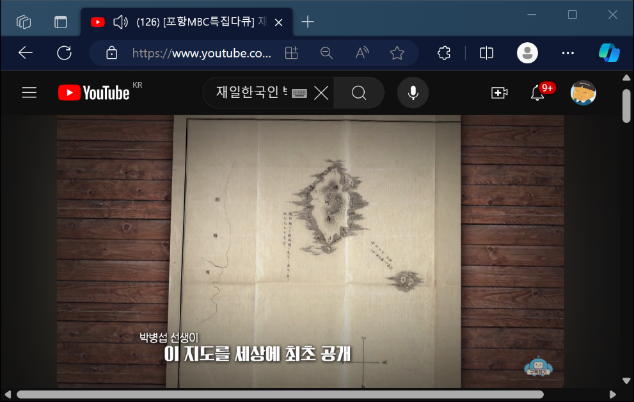 (126) [포항MBC특집다큐] 재
https://www.youtube.co...
YouTube KR
재일한국인 박
9+
박병섭 선생이
이 지도를 세상에 최초 공개